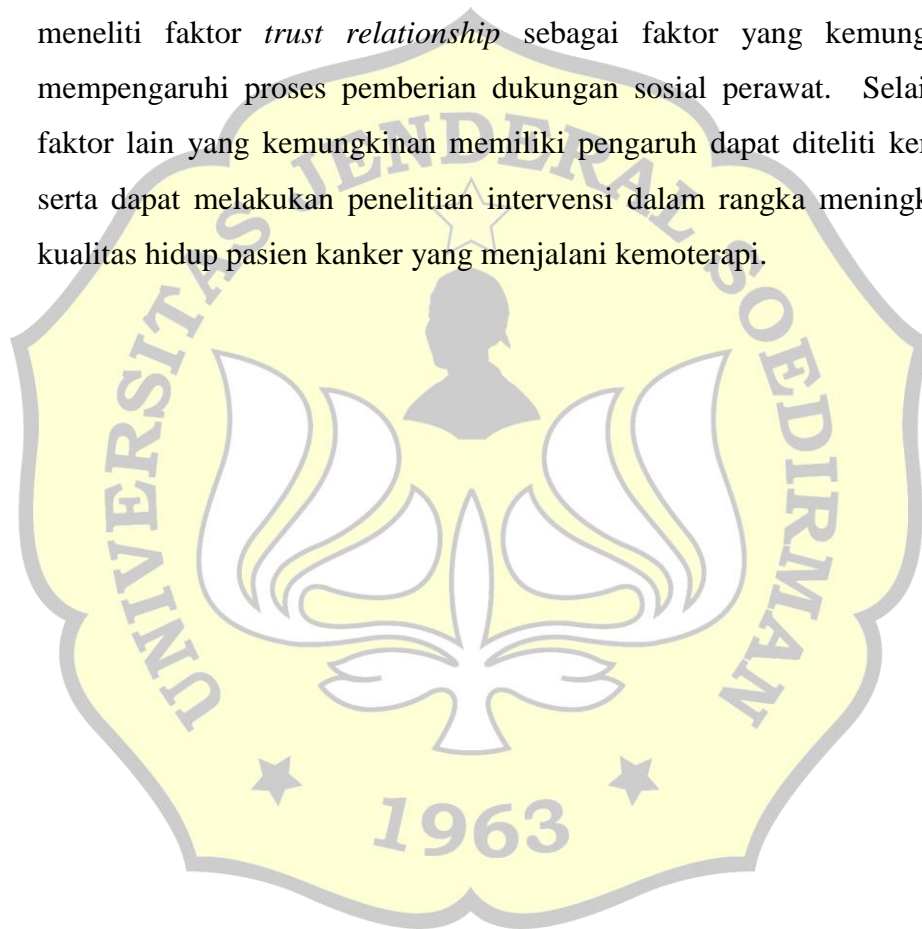 meneliti faktor trust relationship sebagai faktor yang kemung
mempengaruhi proses pemberian dukungan sosial perawat. Selai
faktor lain yang kemungkinan memiliki pengaruh dapat diteliti ke
serta dapat melakukan penelitian intervensi dalam rangka meningk
kualitas hidup pasien kanker yang menjalani kemoterapi.
UNIVERSITAS JENDERAL SOEDIRMAN
1963